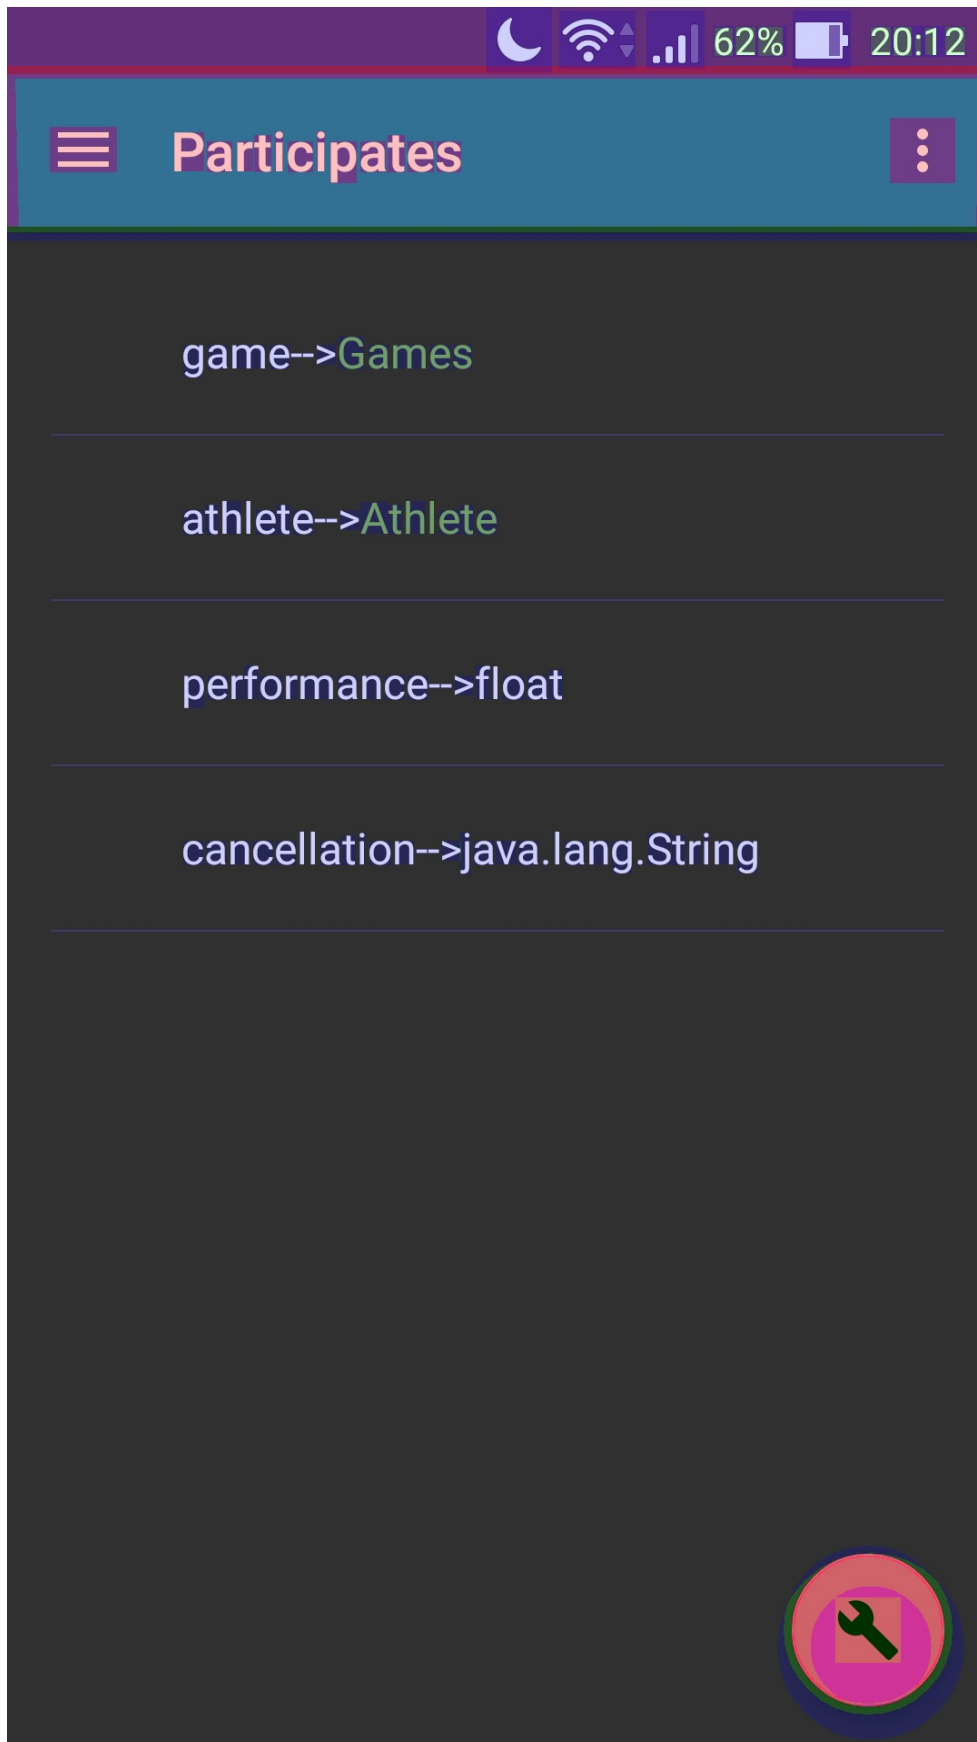 62% 20:12
Participates
game-->Games
athlete-->Athlete
performance-->float
cancellation-->java.lang.String